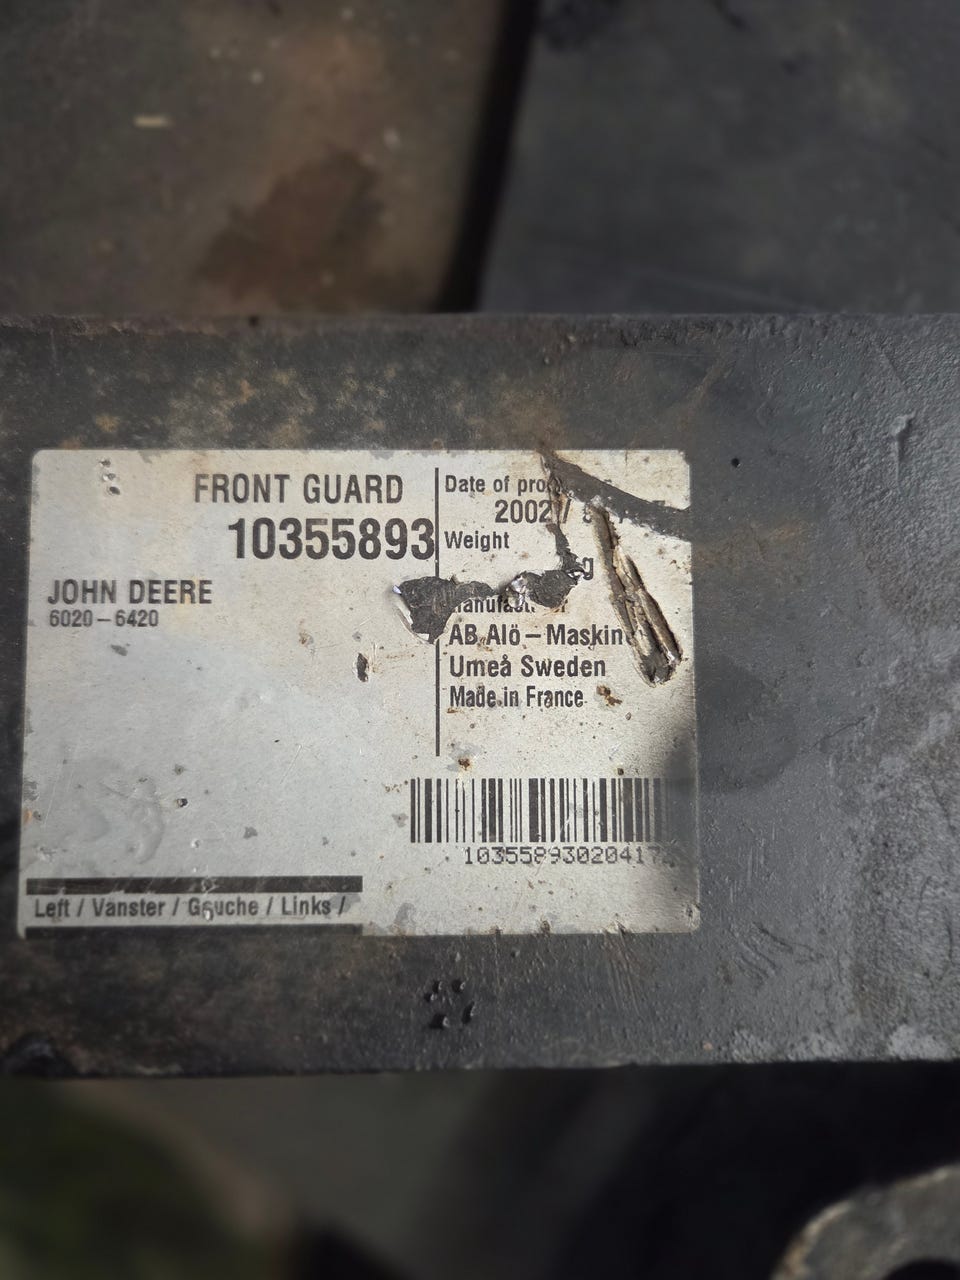 FRONT GUARD
10355893
JOHN DEERE
6020-6420
Date of
2002/
Weight
AB Alö - Maskin
Umeå Sweden
Made in France
10355893020417
Left / Vänster / Gauche / Links /